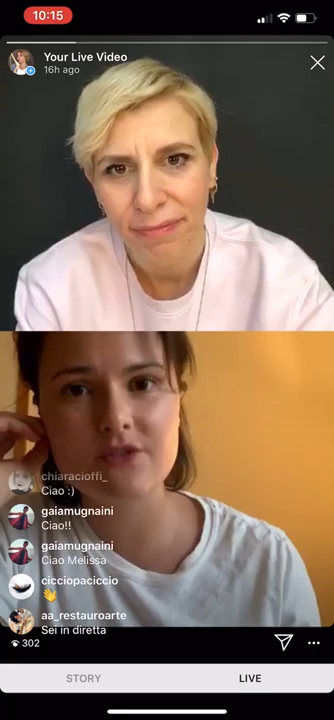 10:15
Your Live Video
16h ago
chiaracioffi_
Ciao :)
gaiamugnaini
Ciao!!
gaiamugnaini
Ciao Melissa
cicciopaciccio
👋
aa_restauroarte
Sei in diretta
302
STORY
LIVE